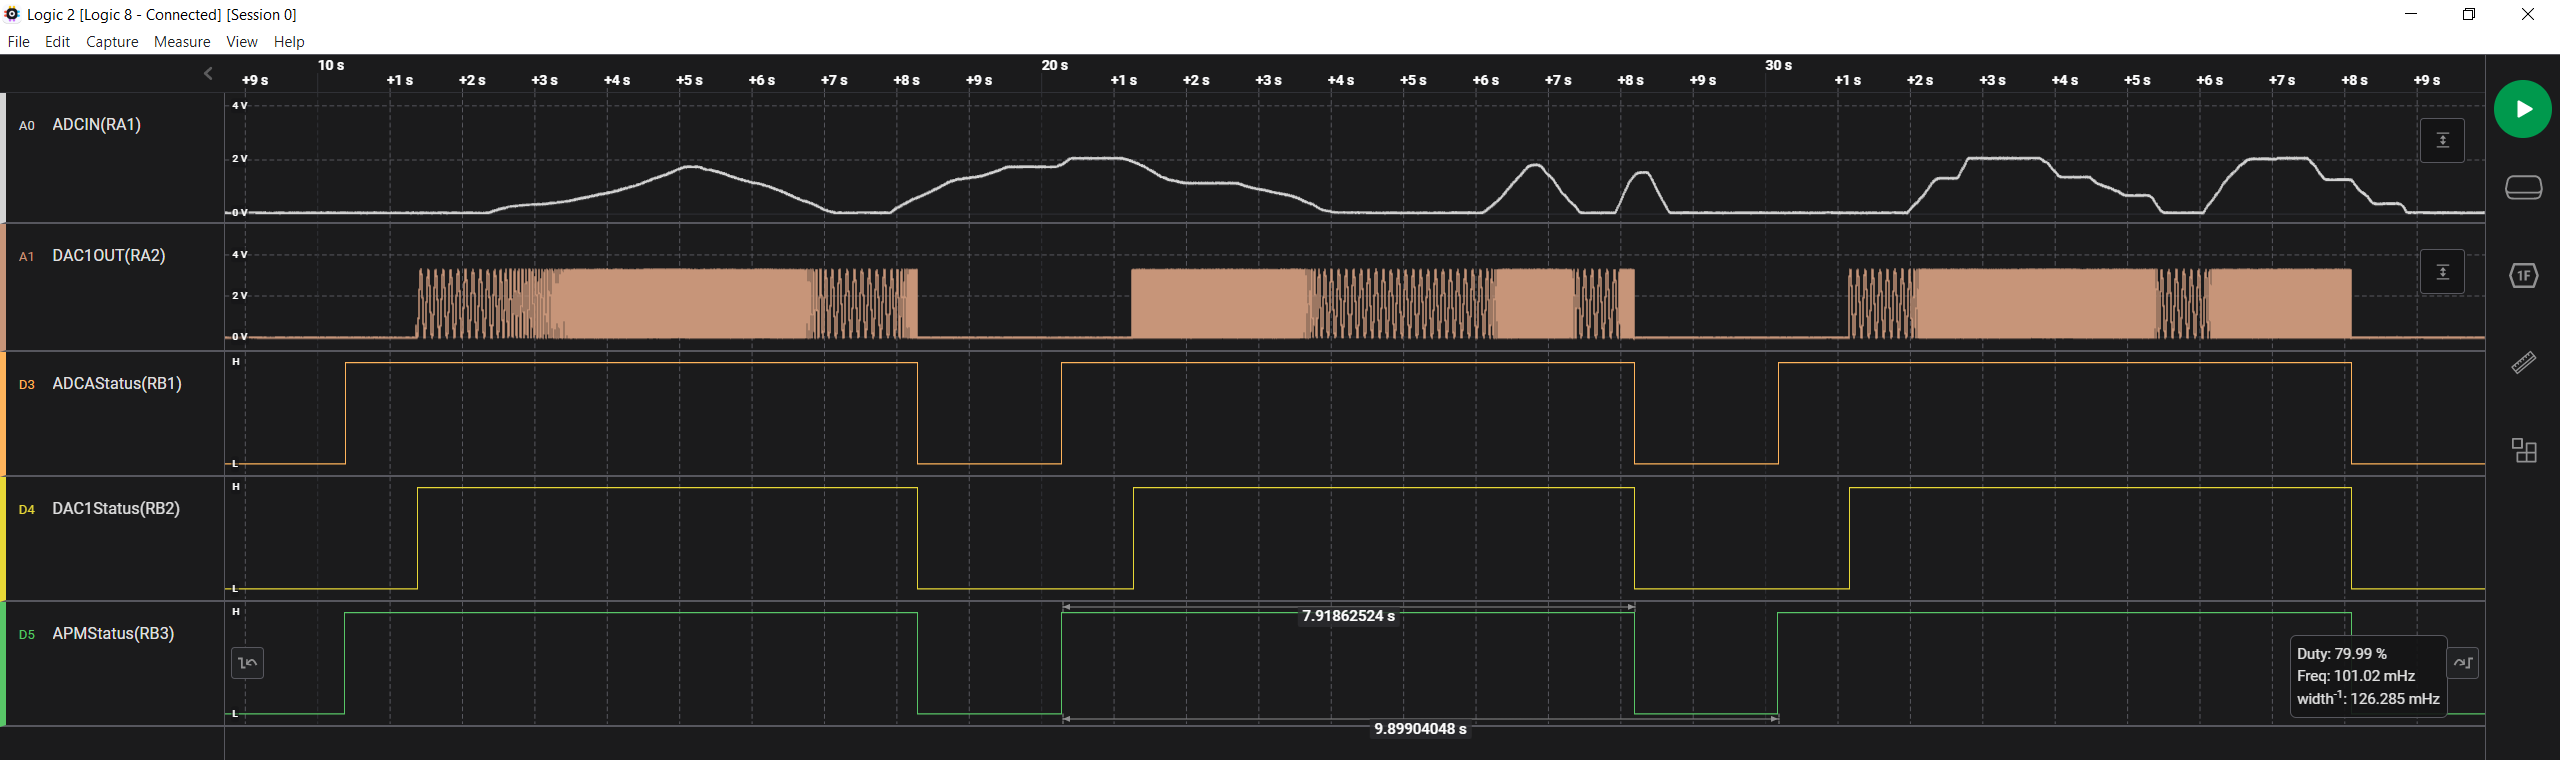 Logic 2 [Logic 8 - Connected] [Session 0]
File Edit Capture Measure View Help
10 s 20 s 30 s
+9 s +1 s +2 s +3 s +4 s +5 s +6 s +7 s +8 s +9 s +1 s +2 s +3 s +4 s +5 s +6 s +7 s +8 s +9 s +1 s +2 s +3 s +4 s +5 s +6 s +7 s +8 s +9 s
4 V
A0 ADCIN(RA1)
2 V
0 V
A1 DAC1OUT(RA2)
4 V
2 V
0 V
1F
H
D3 ADCAStatus(RB1)
L
H
D4 DAC1Status(RB2)
L
H
7.91862524 s
D5 APMStatus(RB3)
L
Duty: 79.99 %
Freq: 101.02 mHz
width-1: 126.285 mHz
9.89904048 s